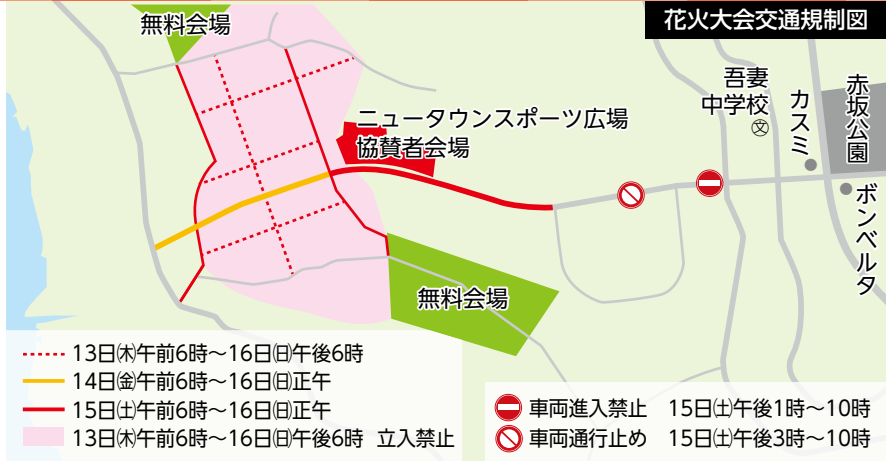 花火大会交通規制図
無料会場
吾妻
中学校
文
カスミ
赤坂公園
ニュータウンスポーツ広場
協賛者会場
ボンベルタ
無料会場
13日㈭午前6時～16日㈰午後6時
14日㈮午前6時～16日㈰正午
15日㈯午前6時～16日㈰正午
13日㈭午前6時～16日㈰午後6時 立入禁止
車両進入禁止 15日㈯午後1時～10時
車両通行止め 15日㈯午後3時～10時